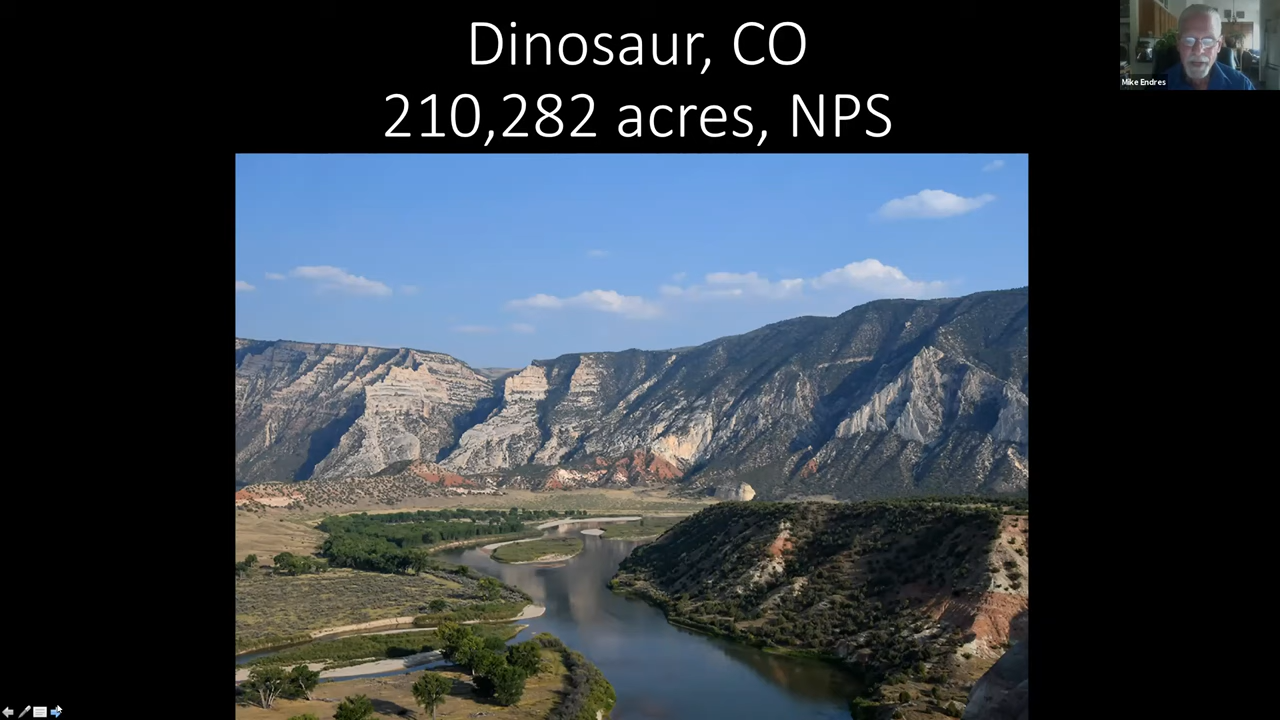 Dinosaur, CO
210,282 acres, NPS
Mike Endres